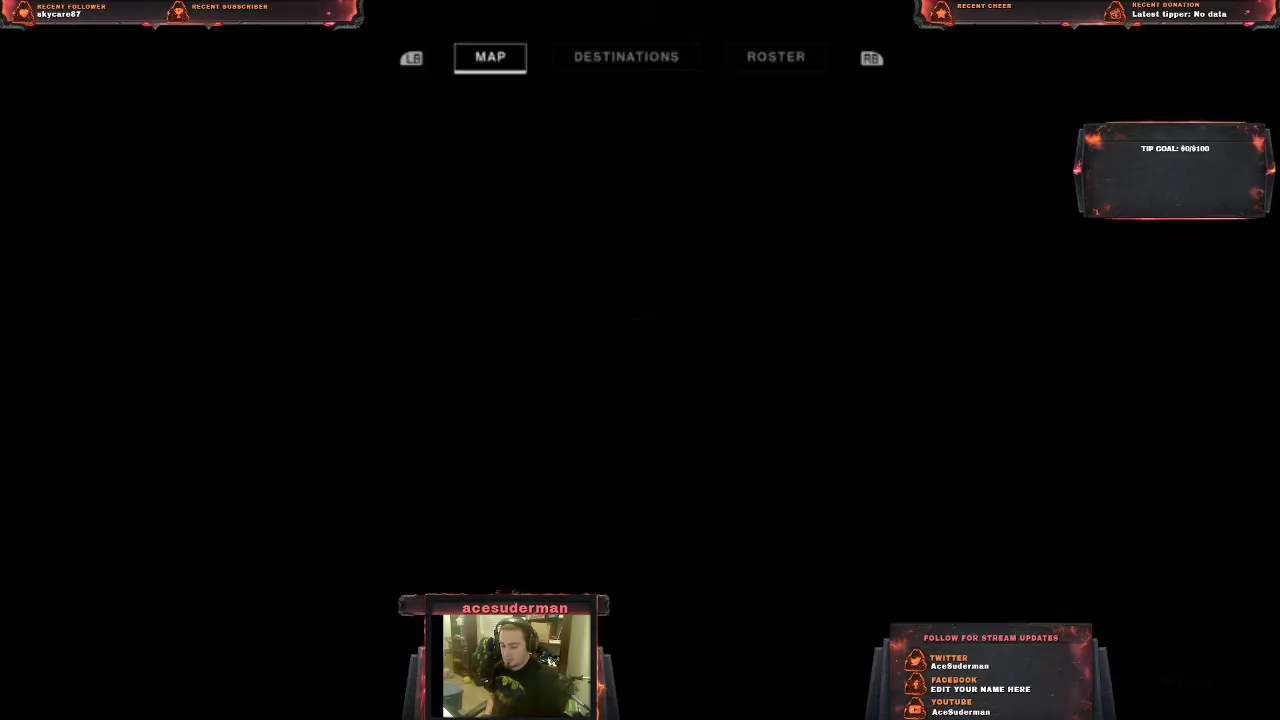 RECENT FOLLOWER
skycare87
RECENT SUBSCRIBER
RECENT CHEER
RECENT DONATION
Latest tipper: No data
LB
MAP
DESTINATIONS
ROSTER
RB
TIP GOAL: $0/$100
acesuderman
FOLLOW FOR STREAM UPDATES
TWITTER
AceSuderman
FACEBOOK
EDIT YOUR NAME HERE
YOUTUBE
AceSuderman